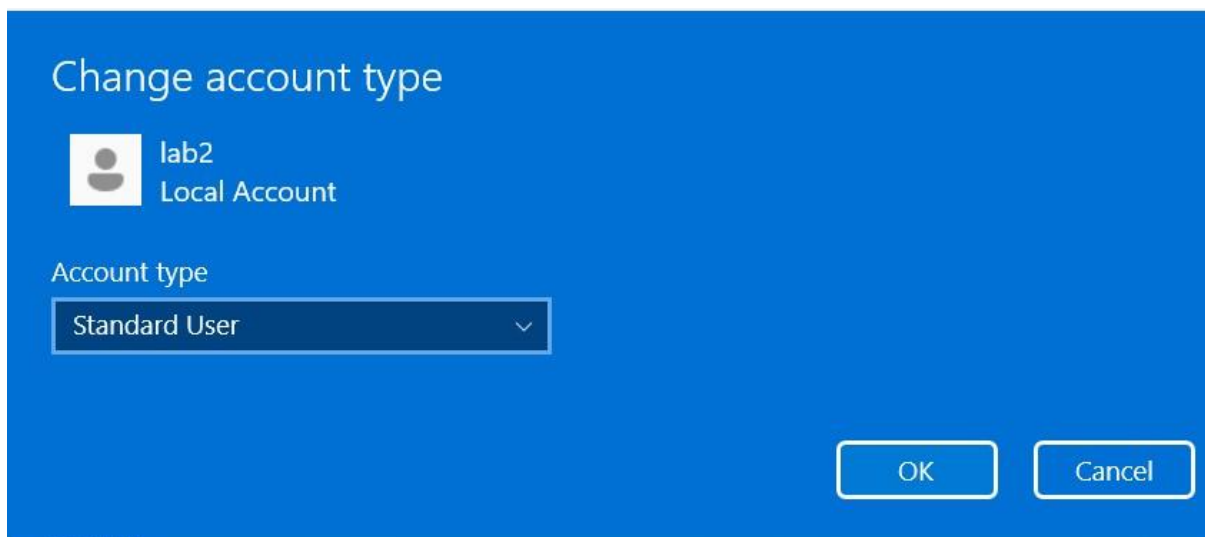 Change account type
lab2
Local Account
Account type
Standard User
OK
Cancel